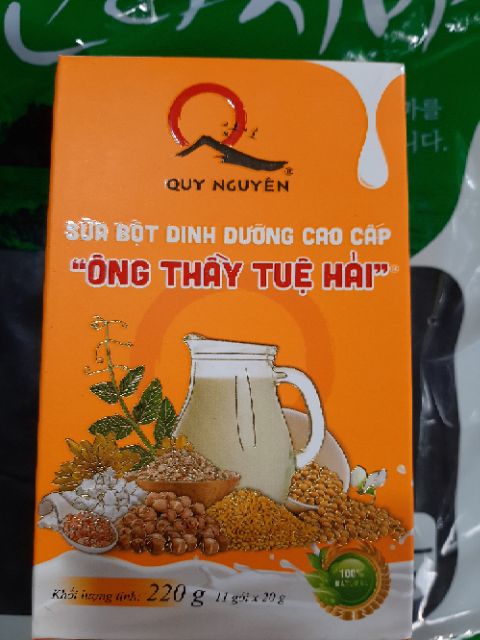 QUY NGUYÊN®
SỮA BỘT DINH DƯỠNG CAO CẤP
"ÔNG THẦY TUỆ HẢI"®
Khối lượng tịnh: 220 g 11 gói x 20 g
100%